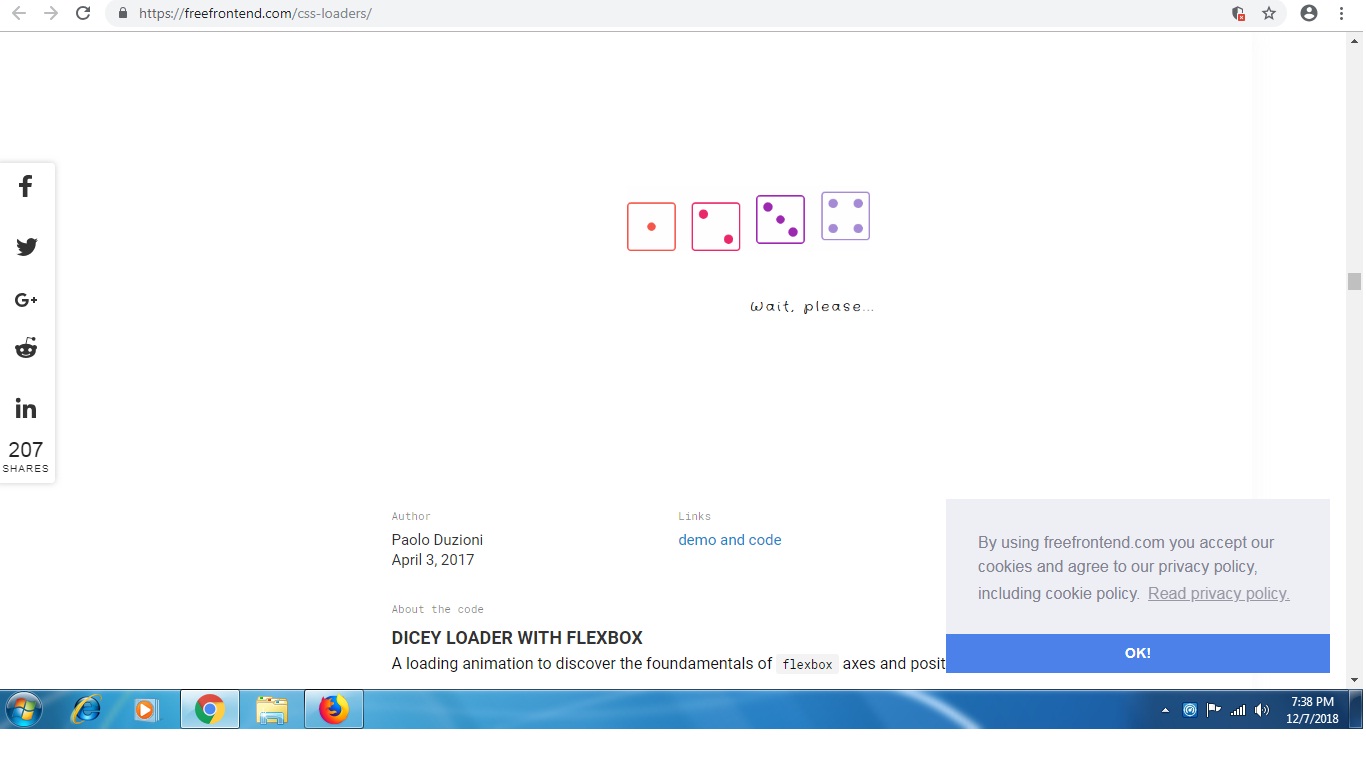 https://freefrontend.com/css-loaders/
Wait, please...
207
SHARES
Author
Paolo Duzioni
April 3, 2017
Links
demo and code
About the code
DICEY LOADER WITH FLEXBOX
A loading animation to discover the foundamentals of flexbox axes and posit
By using freefrontend.com you accept our
cookies and agree to our privacy policy,
including cookie policy. Read privacy policy.
OK!
7:38 PM
12/7/2018